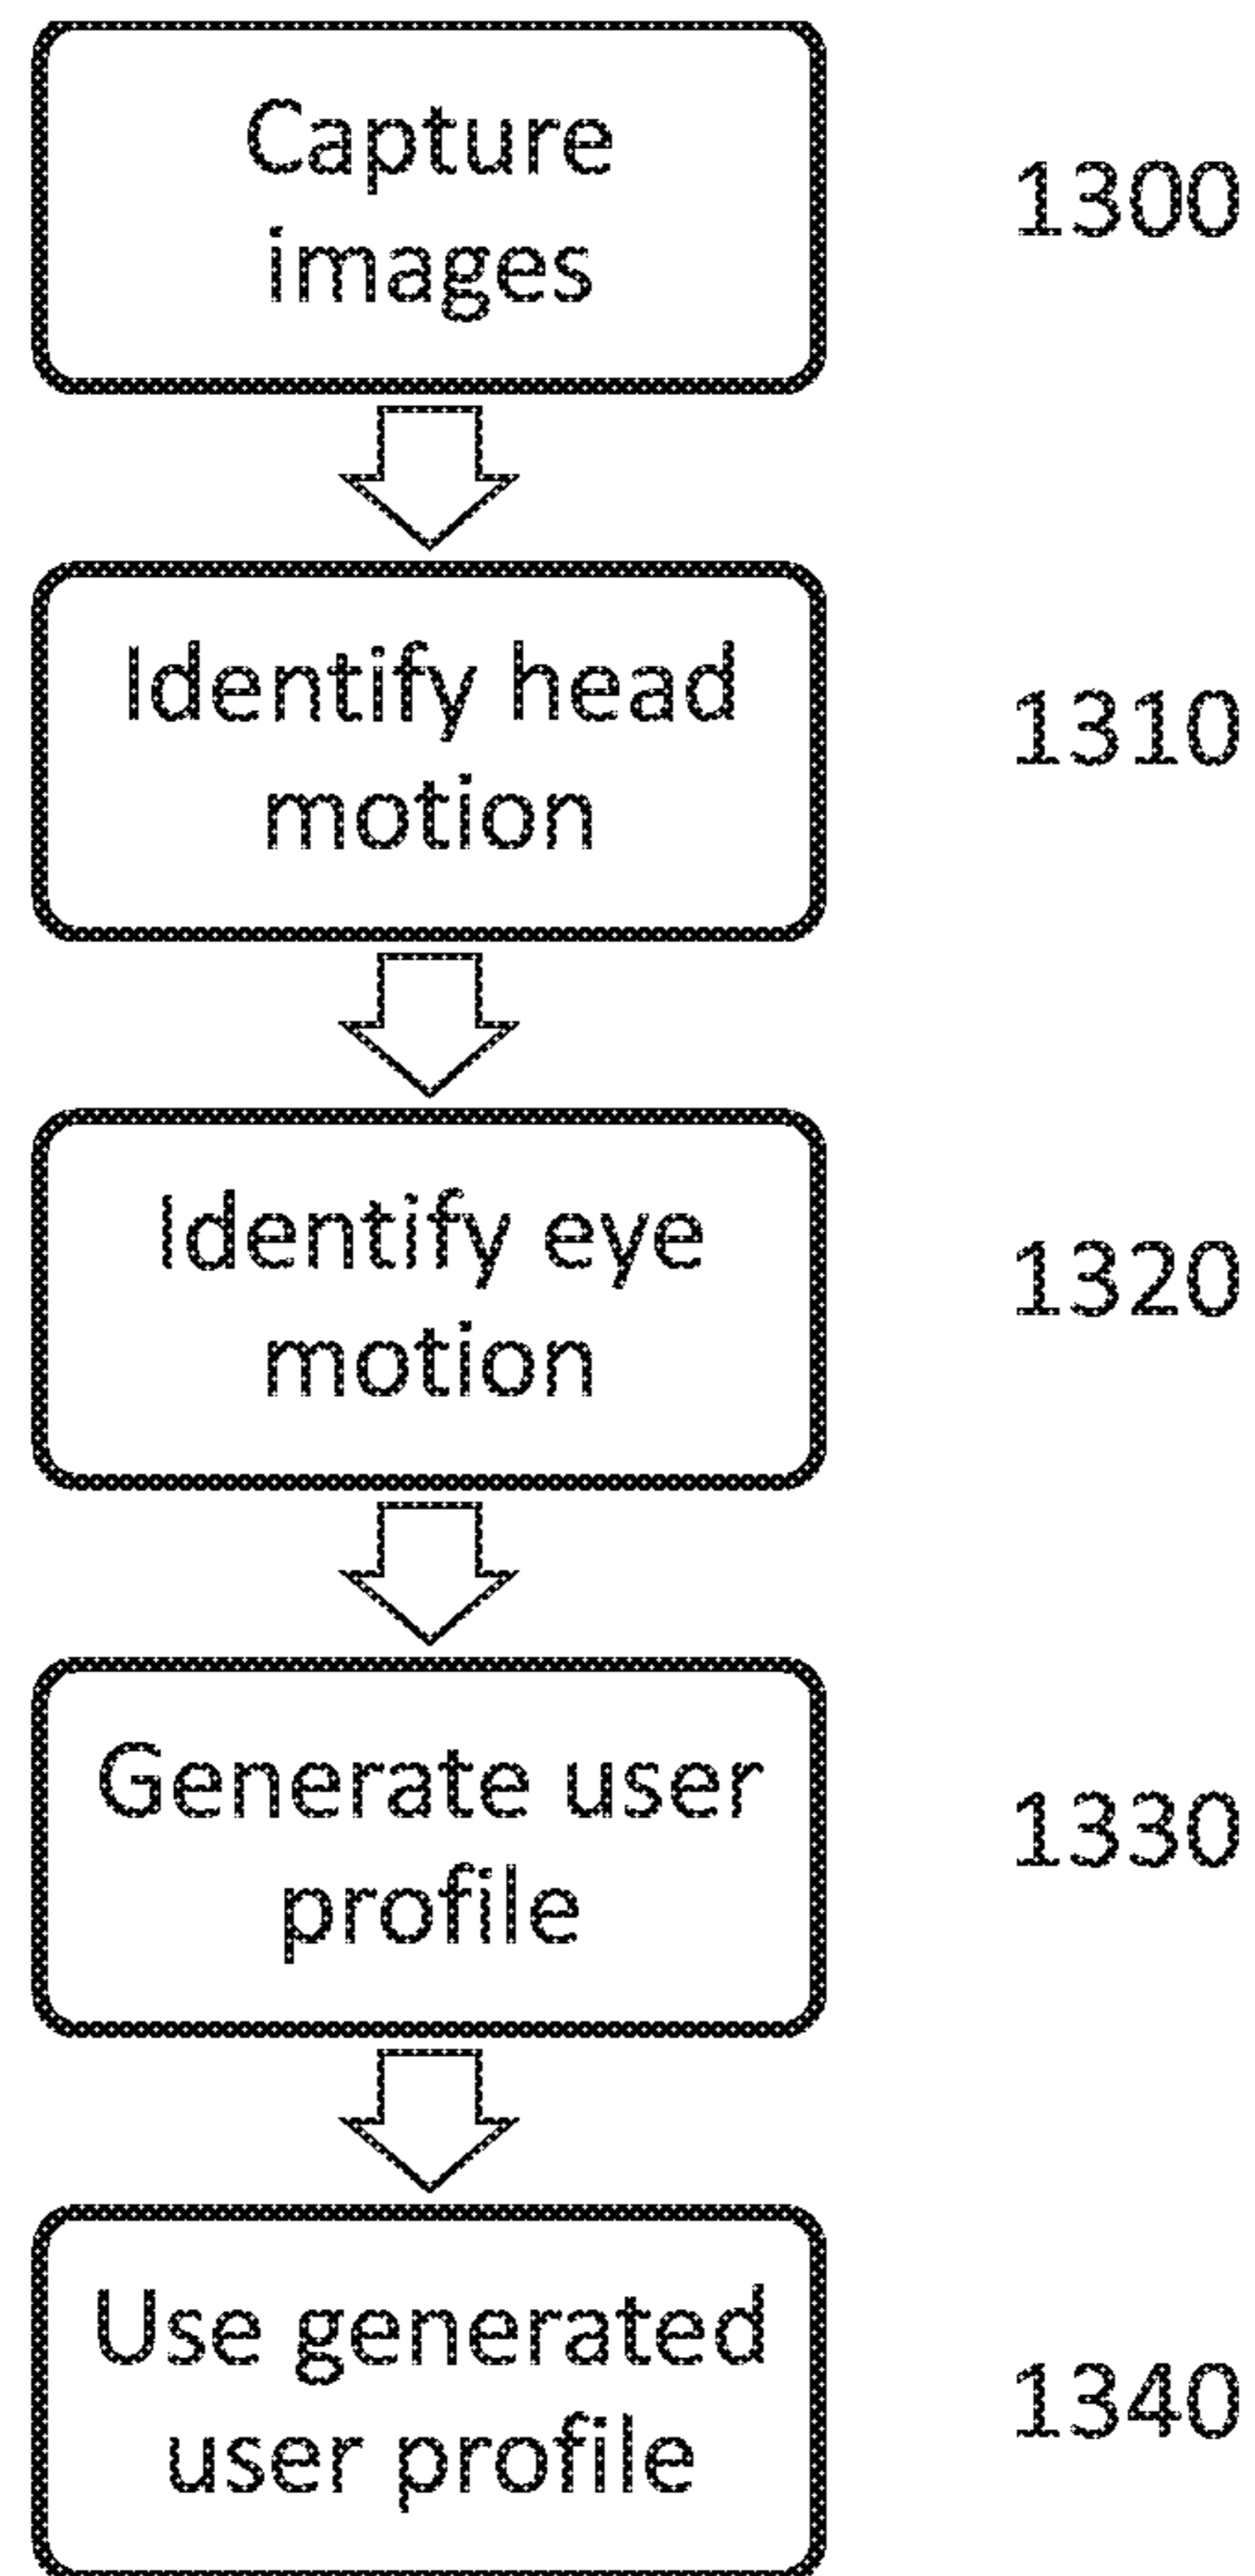 Capture
images
1300
Identify head
motion
1310
Identify eye
motion
1320
Generate user
profile
1330
Use generated
user profile
1340